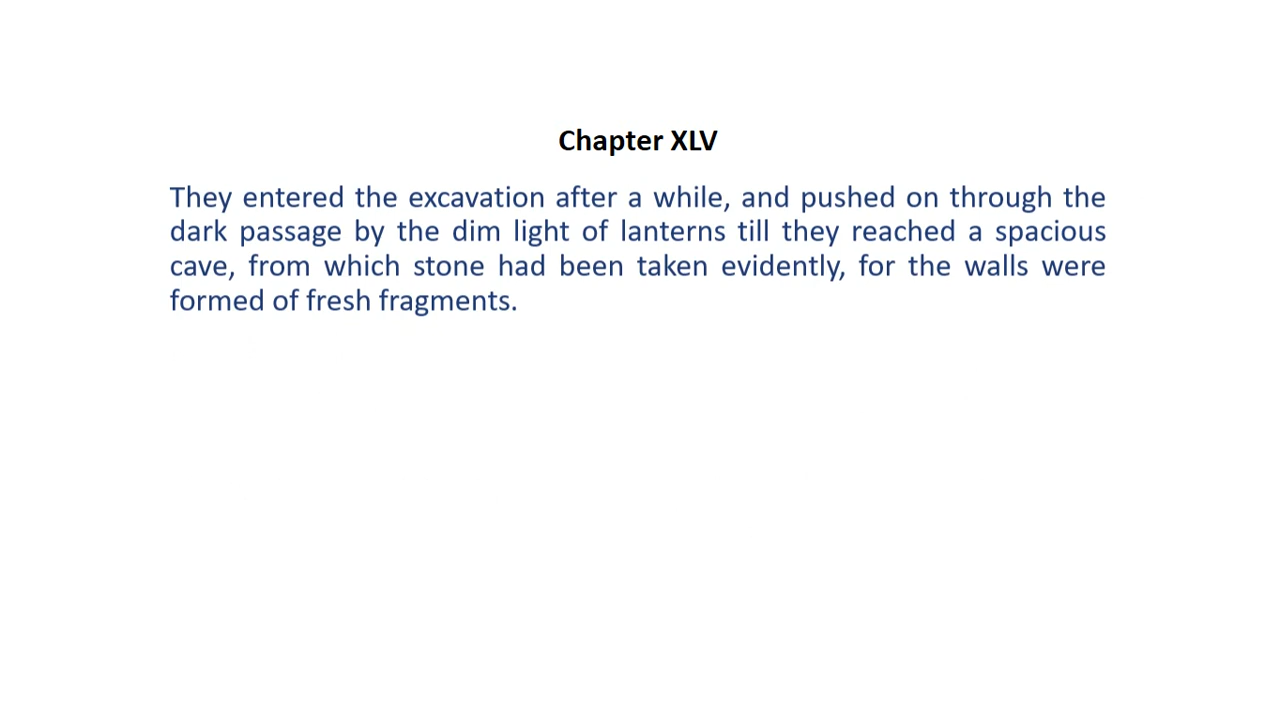 Chapter XLV
They entered the excavation after a while, and pushed on through the
dark passage by the dim light of lanterns till they reached a spacious
cave, from which stone had been taken evidently, for the walls were
formed of fresh fragments.